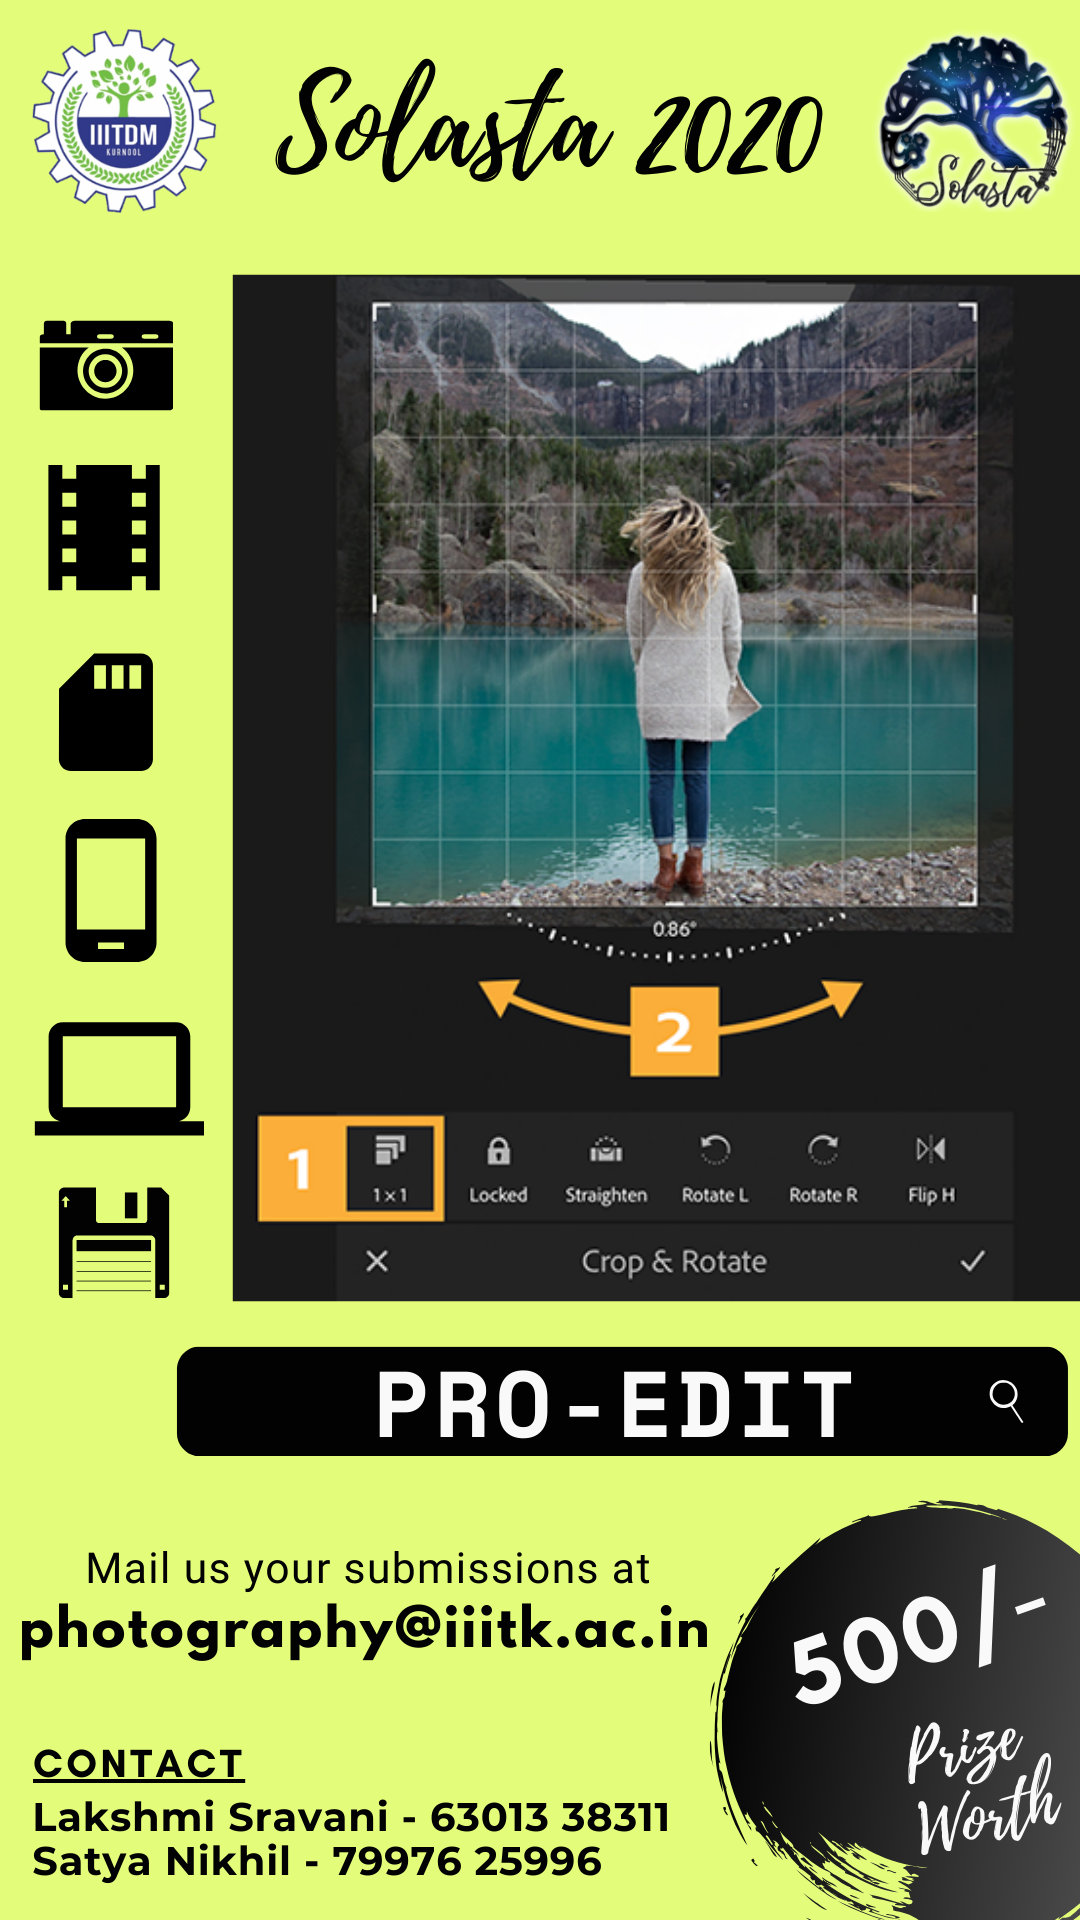 IIITDM
KURNOOL
Solasta 2020
Solasta
0.86°
2
1
1 x 1
Locked
Straighten
Rotate L
Rotate R
Flip H
Crop & Rotate
PRO-EDIT
Mail us your submissions at
photography@iiitk.ac.in
500/-
Prize
Worth
CONTACT
Lakshmi Sravani - 63013 38311
Satya Nikhil - 79976 25996